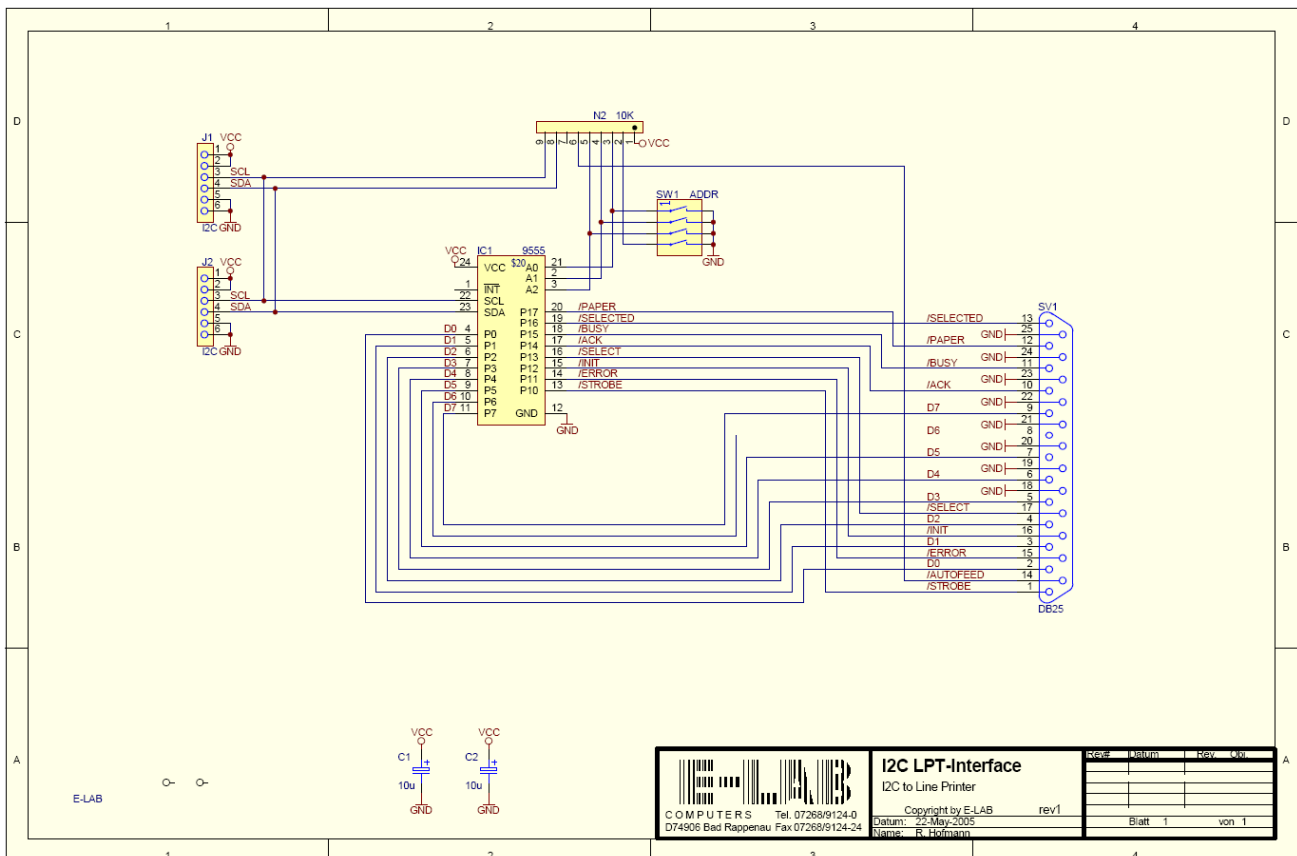 1 2 3 4
D D
N2 10K
9 8 7 6 5 4 3 2 1
VCC
J1 VCC
1
2
3 SCL
4 SDA
5
6
I2C GND
SW1 ADDR
1
GND
J2 VCC
1
2
3 SCL
4 SDA
5
6
I2C GND
VCC IC1 9555
24 VCC $20 A0 21
A1 2
1 INT A2 3
22 SCL
23 SDA P17 20 /PAPER
P16 19 /SELECTED
D0 4 P0 P15 18 /BUSY
D1 5 P1 P14 17 /ACK
D2 6 P2 P13 16 /SELECT
D3 7 P3 P12 15 /INIT
D4 8 P4 P11 14 /ERROR
D5 9 P5 P10 13 /STROBE
D6 10 P6
D7 11 P7 GND 12
GND
C C
SV1
/SELECTED 13
GND 25
/PAPER 12
GND 24
/BUSY 11
GND 23
/ACK 10
GND 22
D7 9
GND 21
D6 8
GND 20
D5 7
GND 19
D4 6
GND 18
D3 5
/SELECT 17
D2 4
/INIT 16
D1 3
/ERROR 15
D0 2
/AUTOFEED 14
/STROBE 1
DB25
B B
VCC VCC
C1 + C2 +
10u 10u
GND GND
A A
E-LAB
E-LAB
COMPUTERS Tel. 07268/9124-0
D74906 Bad Rappenau Fax 07268/9124-24
I2C LPT-Interface
I2C to Line Printer
Copyright by E-LAB rev1
Datum: 22-May-2005
Name: R. Hofmann
Rev# Datum Rev. Obj.
Blatt 1 von 1
1 2 3 4